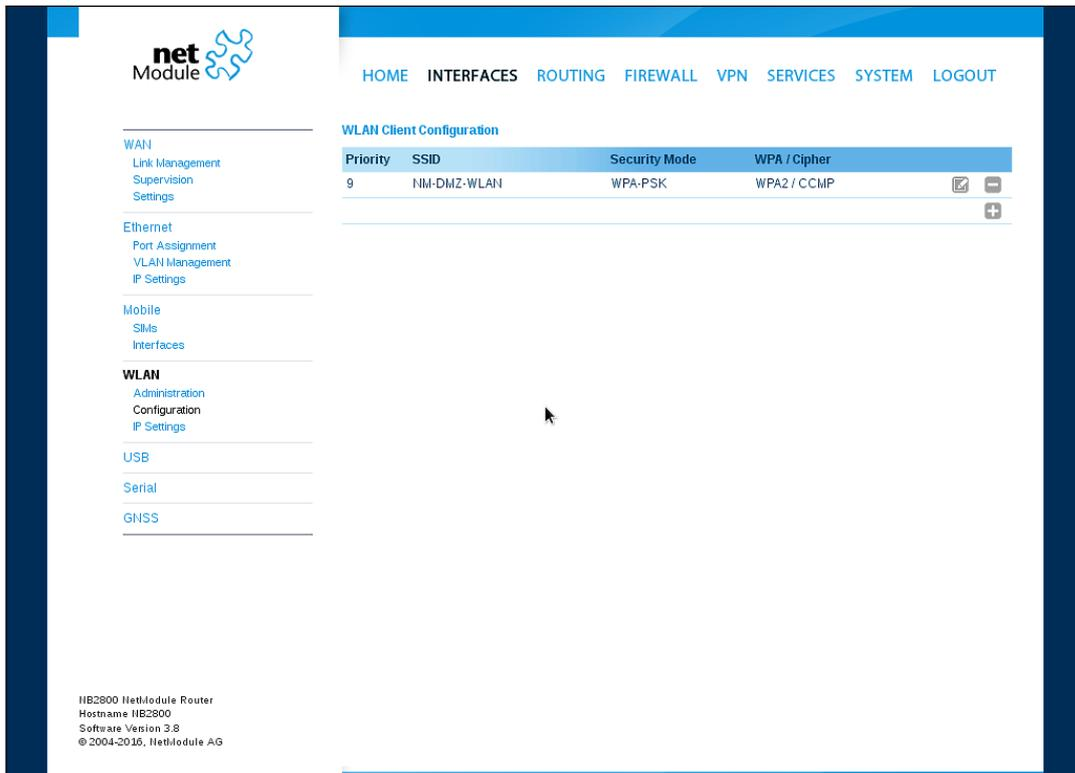 net
Module
HOME INTERFACES ROUTING FIREWALL VPN SERVICES SYSTEM LOGOUT
WAN
Link Management
Supervision
Settings
Ethernet
Port Assignment
VLAN Management
IP Settings
Mobile
SIMs
Interfaces
WLAN
Administration
Configuration
IP Settings
USB
Serial
GNSS
WLAN Client Configuration
Priority SSID Security Mode WPA / Cipher
9 NM-DMZ-WLAN WPA-PSK WPA2 / CCMP
NB2800 NetModule Router
Hostname NB2800
Software Version 3.8
© 2004-2016, NetModule AG